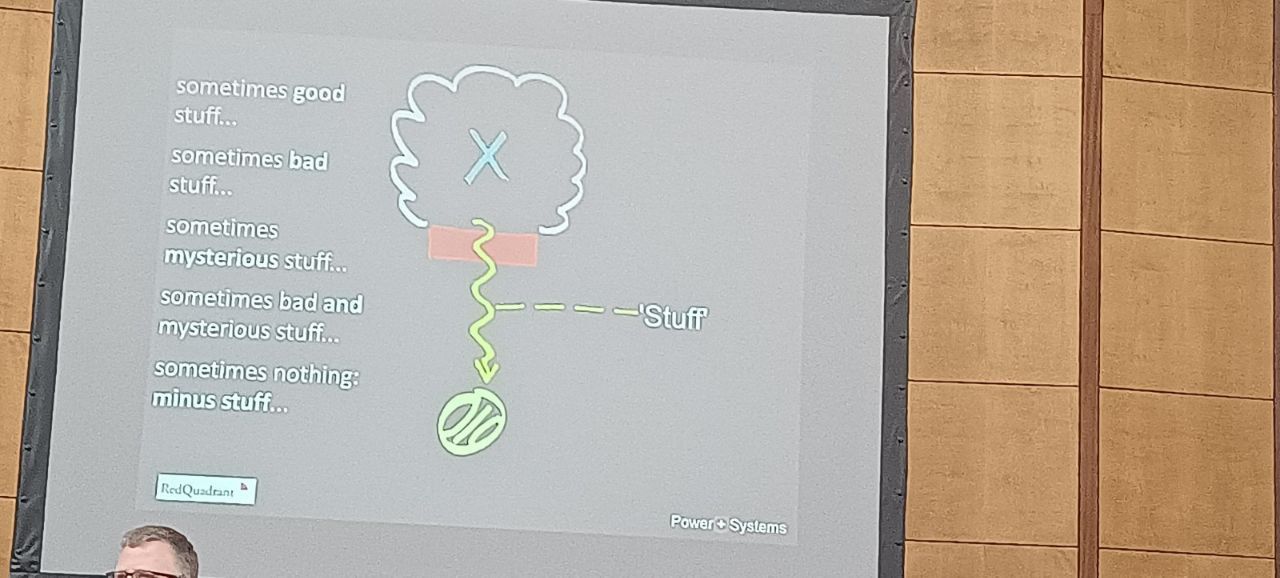 sometimes good
stuff...
sometimes bad
stuff...
sometimes
mysterious stuff...
sometimes bad and
mysterious stuff...
sometimes nothing:
minus stuff...
X
'Stuff'
RedQuadrant
Power+Systems